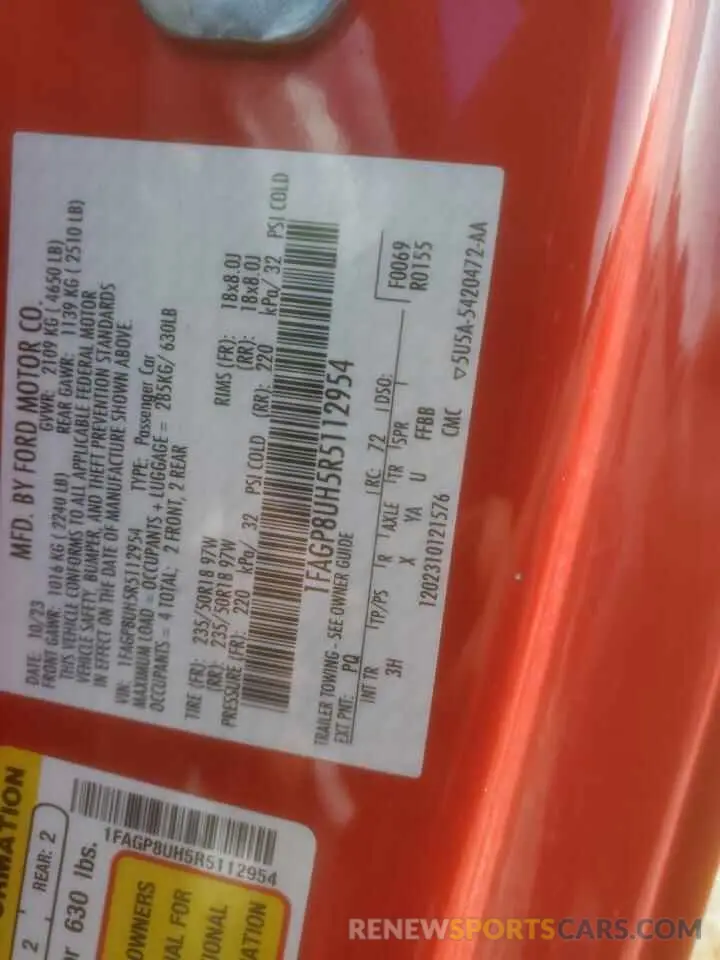 MFD. BY FORD MOTOR CO.
DATE: 10/23 GVWR: 2109 KG ( 4650 LB)
FRONT GAWR: 1016 KG ( 2240 LB) REAR GAWR: 1139 KG ( 2510 LB)
THIS VEHICLE CONFORMS TO ALL APPLICABLE FEDERAL MOTOR
VEHICLE SAFETY, BUMPER, AND THEFT PREVENTION STANDARDS
IN EFFECT ON THE DATE OF MANUFACTURE SHOWN ABOVE.
VIN: 1FAGP8UH5R5112954 TYPE: Passenger Car
MAXIMUM LOAD = OCCUPANTS + LUGGAGE = 285KG/ 630LB
OCCUPANTS = 4 TOTAL; 2 FRONT, 2 REAR
TIRE (FR): 235/50R18 97W RIMS (FR): 18x8.0J
(RR): 235/50R18 97W (RR): 18x8.0J
PRESSURE (FR): 220 kPa/ 32 PSI COLD (RR): 220 kPa/ 32 PSI COLD
1FAGP8UH5R5112954
TRAILER TOWING - SEE OWNER GUIDE
EXT PNT: PQ RC: 72 DSO: F0069
INT TR TP/PS R AXLE TR SPR R0155
3H X YA U FFBB
1202310121576 CMC ▽5U5A-5420472-AA
RMATION
2 REAR: 2
or 630 lbs.
1FAGP8UH5R5112954
OWNERS
AL FOR
IONAL
ATION
RENEWSPORTSCARS.COM